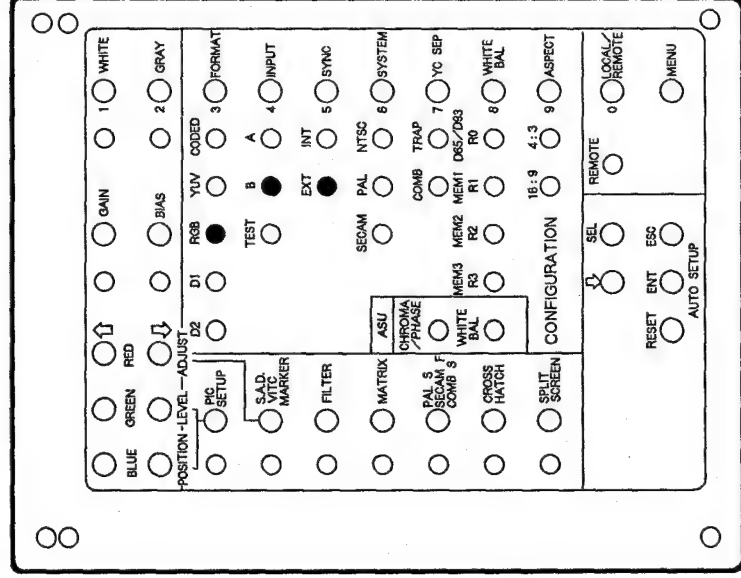 GAIN 1 WHITE
BLUE GREEN RED
BIAS 2 GRAY
POSITION - LEVEL - ADJUST
PIC
SETUP
D2 D1 RGB YUV CODED 3 FORMAT
S.A.D.
VITC
MARKER
TEST B A 4 INPUT
FILTER
EXT INT 5 SYNC
MATRIX
ASU
SECAM PAL NTSC 6 SYSTEM
PAL S
SECAM F
COMB S
CHROMA
/PHASE
COMB TRAP 7 YC SEP
CROSS
HATCH
WHITE
BAL
MEM3 MEM2 MEM1 D65/D93
R3 R2 R1 R0
8 WHITE
BAL
SPLIT
SCREEN
CONFIGURATION
16:9 4:3 9 ASPECT
SEL REMOTE 0 LOCAL/
REMOTE
RESET ENT ESC MENU
AUTO SETUP